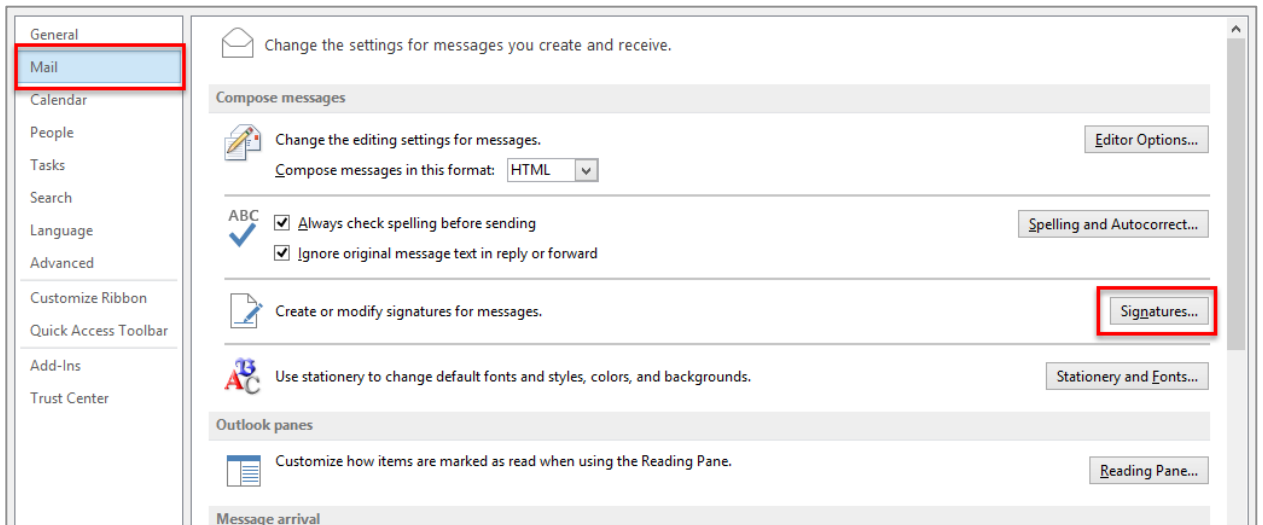 General
Mail
Calendar
People
Tasks
Search
Language
Advanced
Customize Ribbon
Quick Access Toolbar
Add-Ins
Trust Center
Change the settings for messages you create and receive.
Compose messages
Change the editing settings for messages.
Editor Options...
Compose messages in this format: HTML
ABC
Always check spelling before sending
Spelling and Autocorrect...
Ignore original message text in reply or forward
Create or modify signatures for messages.
Signatures...
Use stationery to change default fonts and styles, colors, and backgrounds.
Stationery and Fonts...
Outlook panes
Customize how items are marked as read when using the Reading Pane.
Reading Pane...
Message arrival